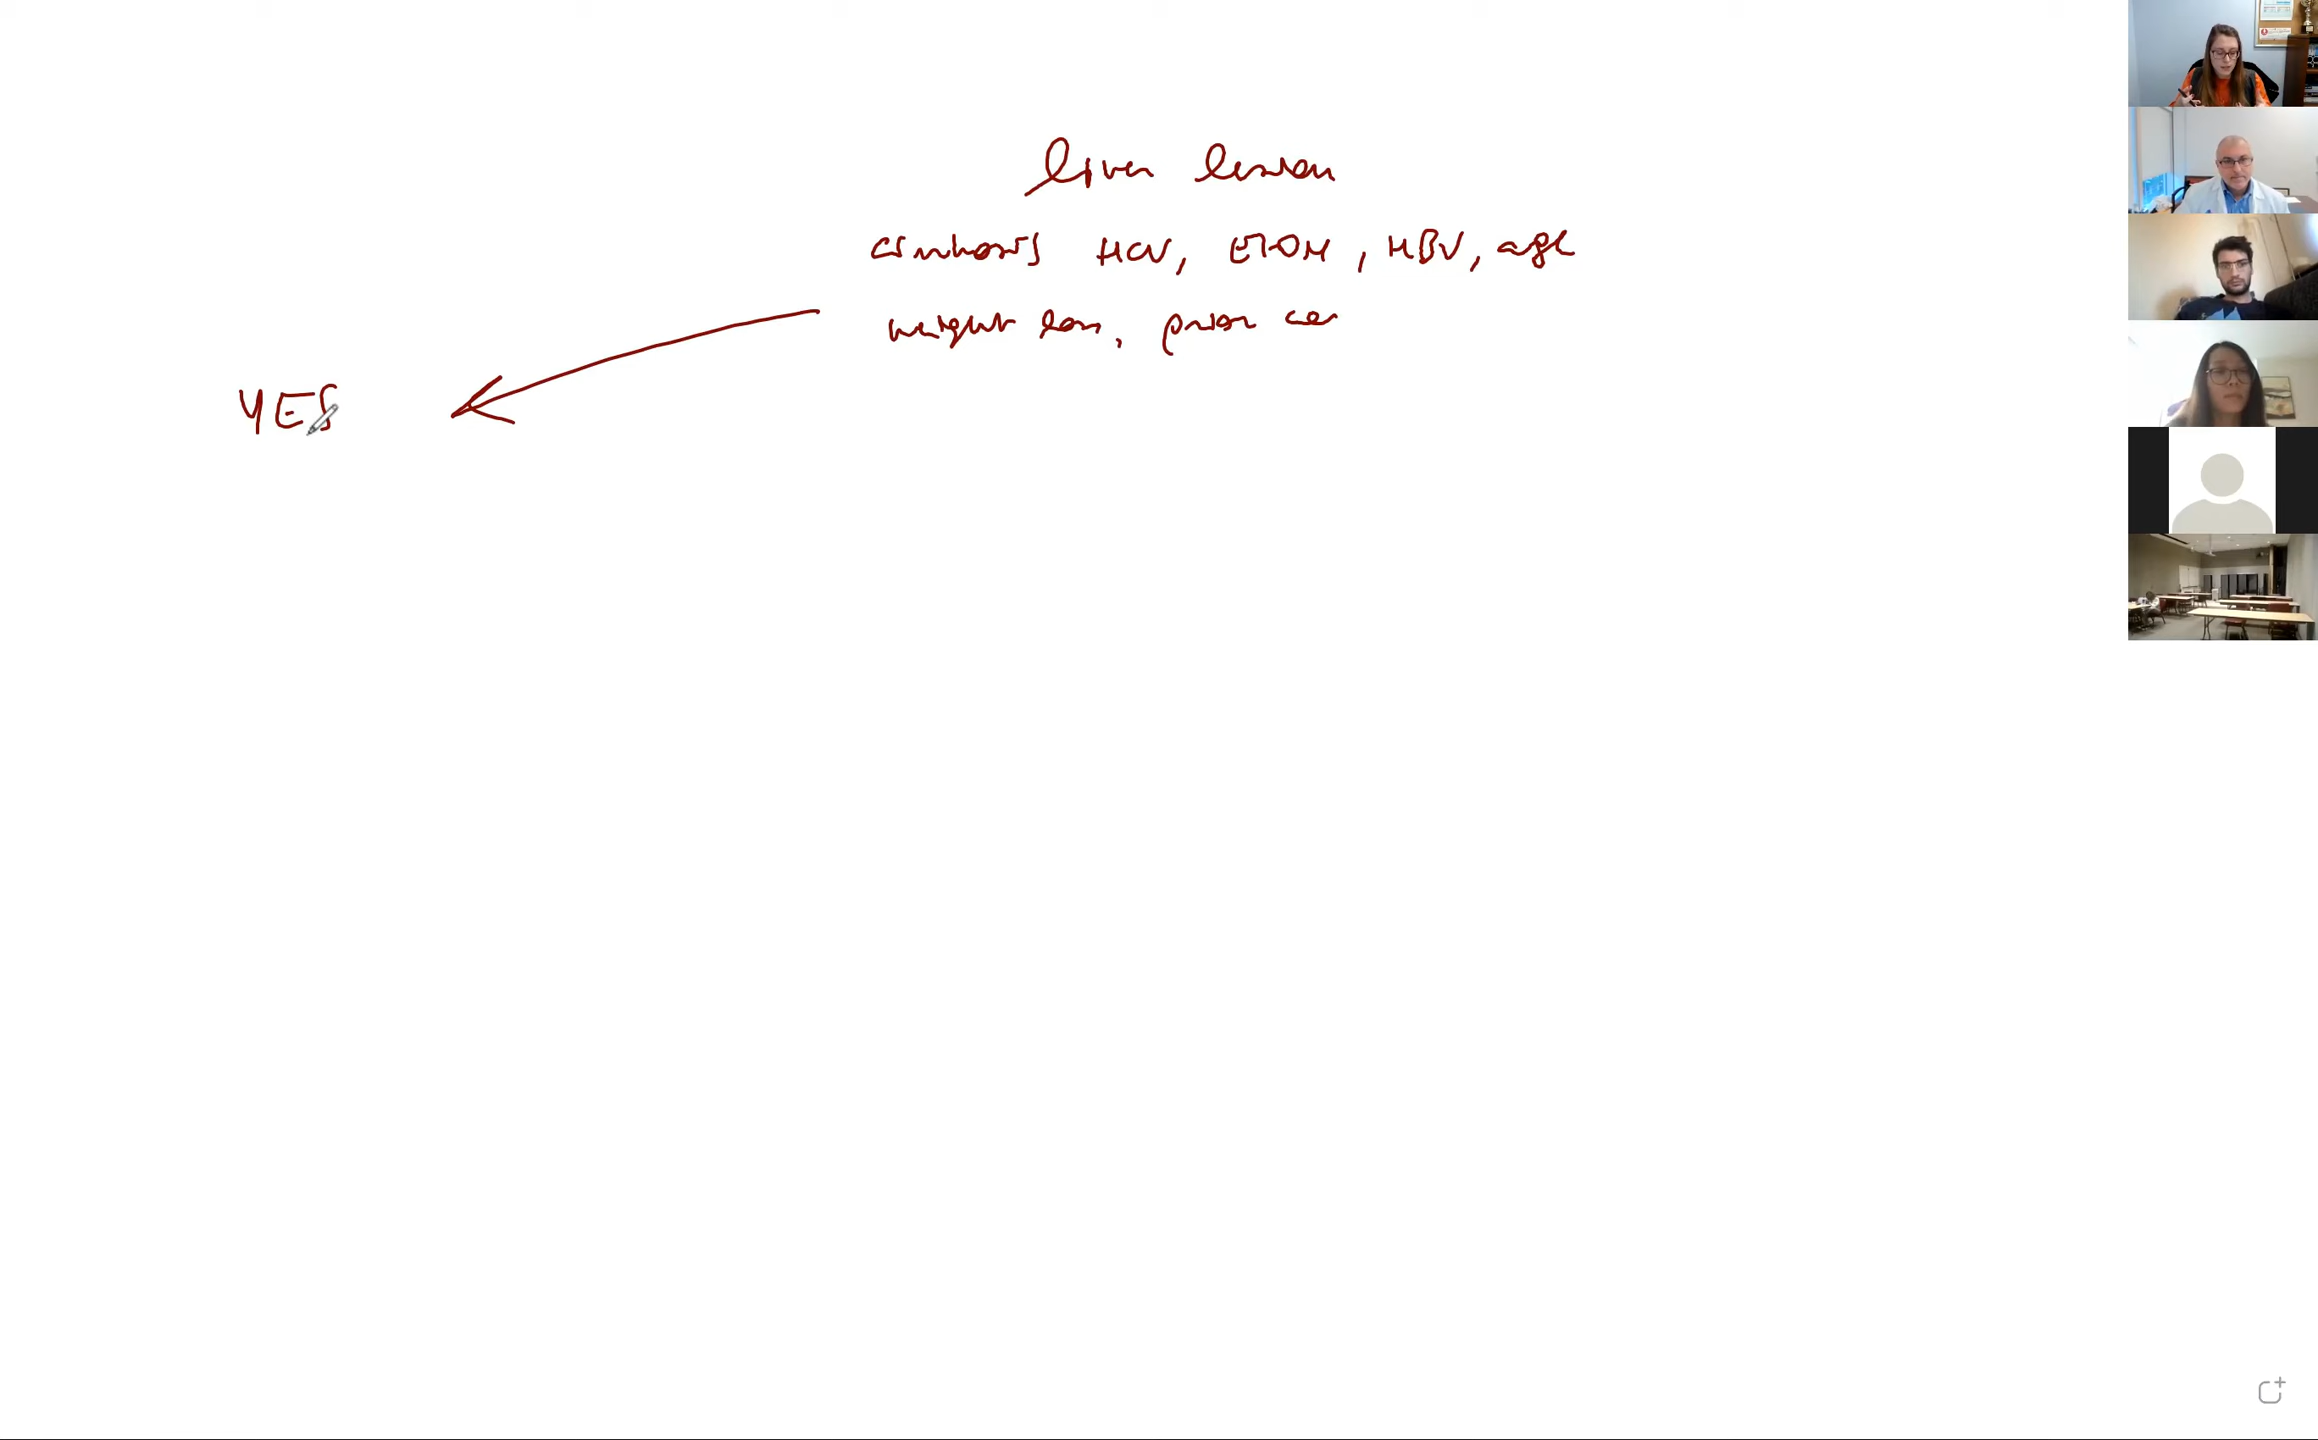 liver lesion
cirrhosis HCV, ETOH, HBV, age
weight loss, prior ca
YES